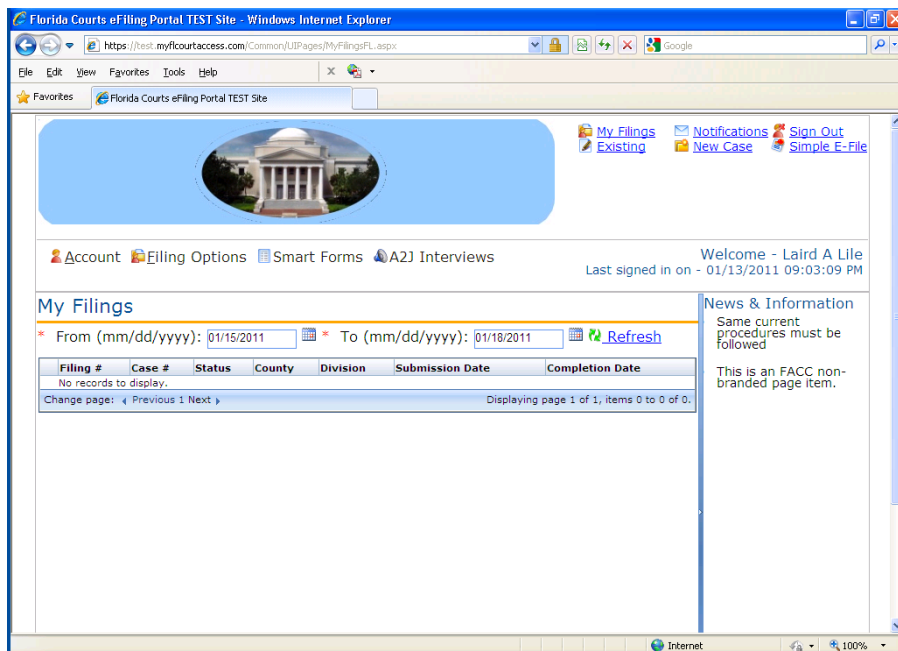 Florida Courts eFiling Portal TEST Site - Windows Internet Explorer
https://test.myflcourtaccess.com/Common/UIPages/MyFilingsFL.aspx
Google
File Edit View Favorites Tools Help
X
Favorites
Florida Courts eFiling Portal TEST Site
My Filings Notifications Sign Out
Existing New Case Simple E-File
Account Filing Options Smart Forms A2J Interviews
Welcome - Laird A Lile
Last signed in on - 01/13/2011 09:03:09 PM
My Filings
* From (mm/dd/yyyy): 01/15/2011 * To (mm/dd/yyyy): 01/18/2011 Refresh
Filing # Case # Status County Division Submission Date Completion Date
No records to display.
Change page: Previous 1 Next Displaying page 1 of 1, items 0 to 0 of 0.
News & Information
Same current
procedures must be
followed
This is an FACC non-
branded page item.
Internet 100%